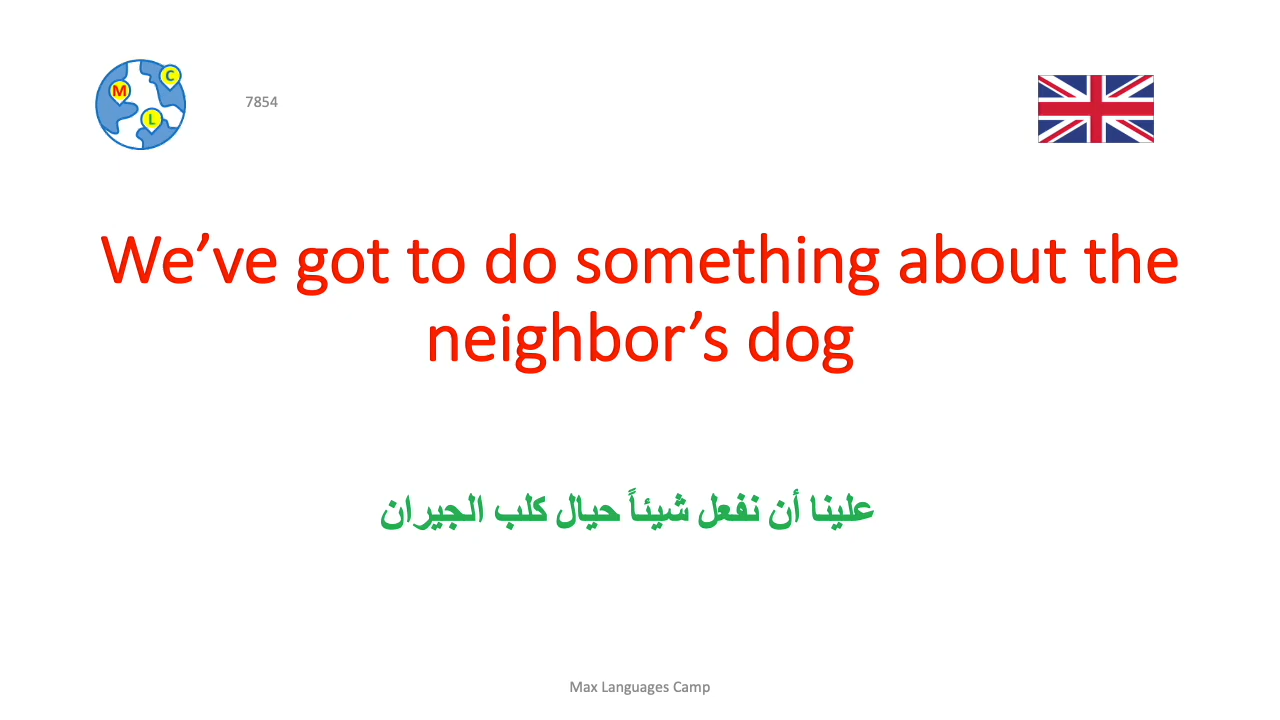 M
C
L
7854
We’ve got to do something about the
neighbor’s dog
علينا أن نفعل شيئاً حيال كلب الجيران
Max Languages Camp